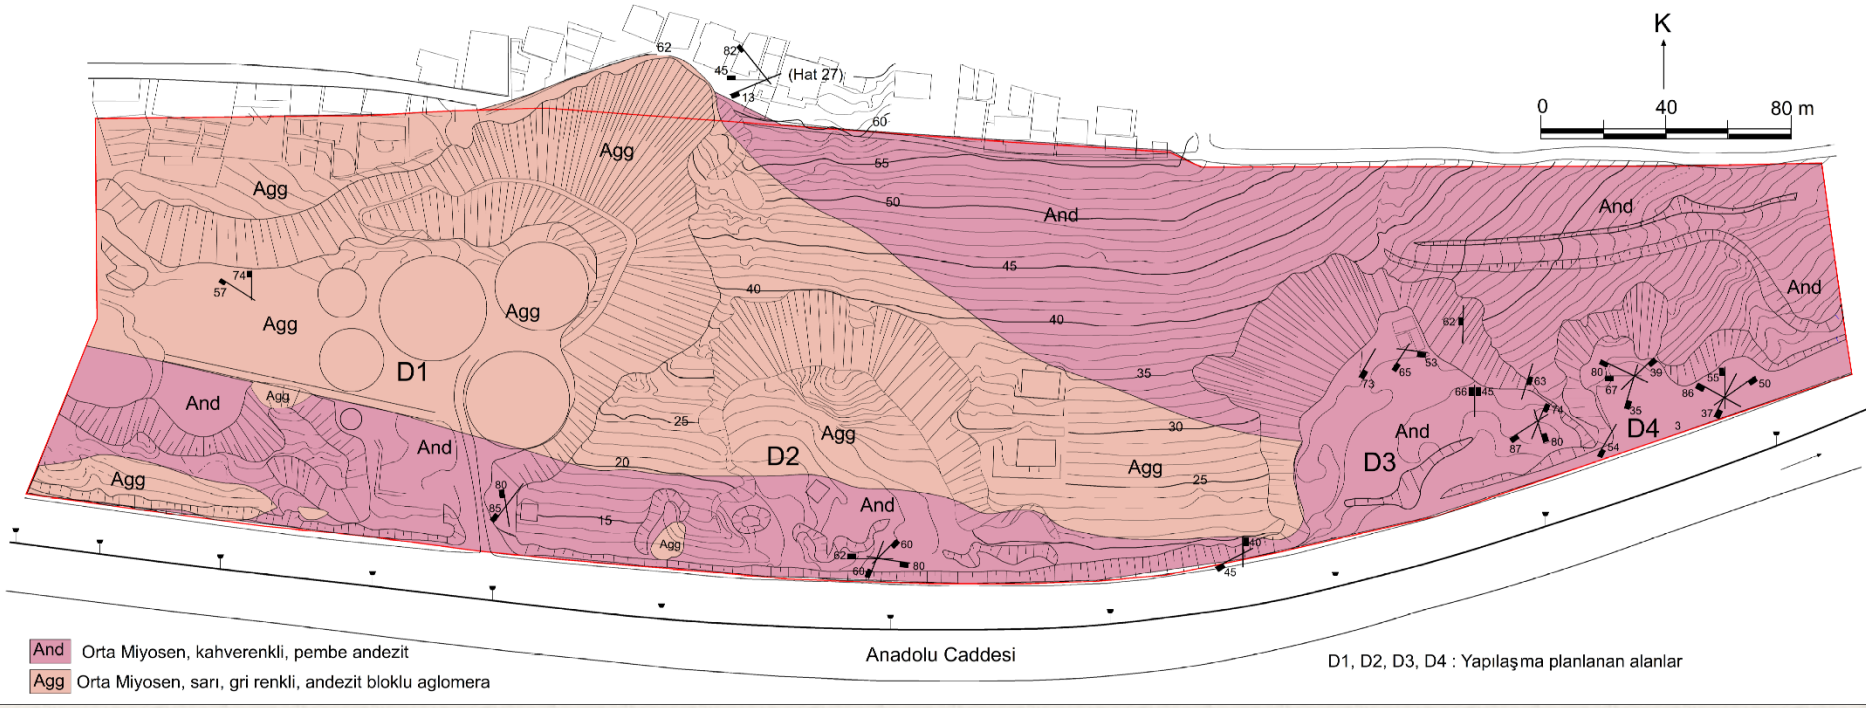 62
82
45
13
(Hat 27)
K
0 40 80 m
60
55
Agg
Agg
50
And
And
45
74
57
40
And
Agg
Agg
40
62
D1
35
53
73
65
80
67
39
55
50
86
37
And
Agg
66
45
63
35
74
And
25
30
Agg
And
D4
3
87
80
54
D2
D3
20
Agg
25
Agg
And
80
85
15
Agg
62
60
60
80
40
45
Anadolu Caddesi
And Orta Miyosen, kahverenkli, pembe andezit
Agg Orta Miyosen, sarı, gri renkli, andezit bloklu aglomera
D1, D2, D3, D4 : Yapılaşma planlanan alanlar